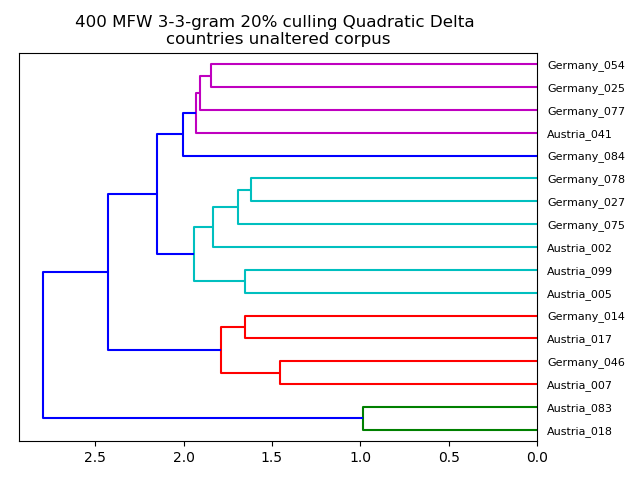 400 MFW 3-3-gram 20% culling Quadratic Delta
countries unaltered corpus
Germany_054
Germany_025
Germany_077
Austria_041
Germany_084
Germany_078
Germany_027
Germany_075
Austria_002
Austria_099
Austria_005
Germany_014
Austria_017
Germany_046
Austria_007
Austria_083
Austria_018
2.5 2.0 1.5 1.0 0.5 0.0